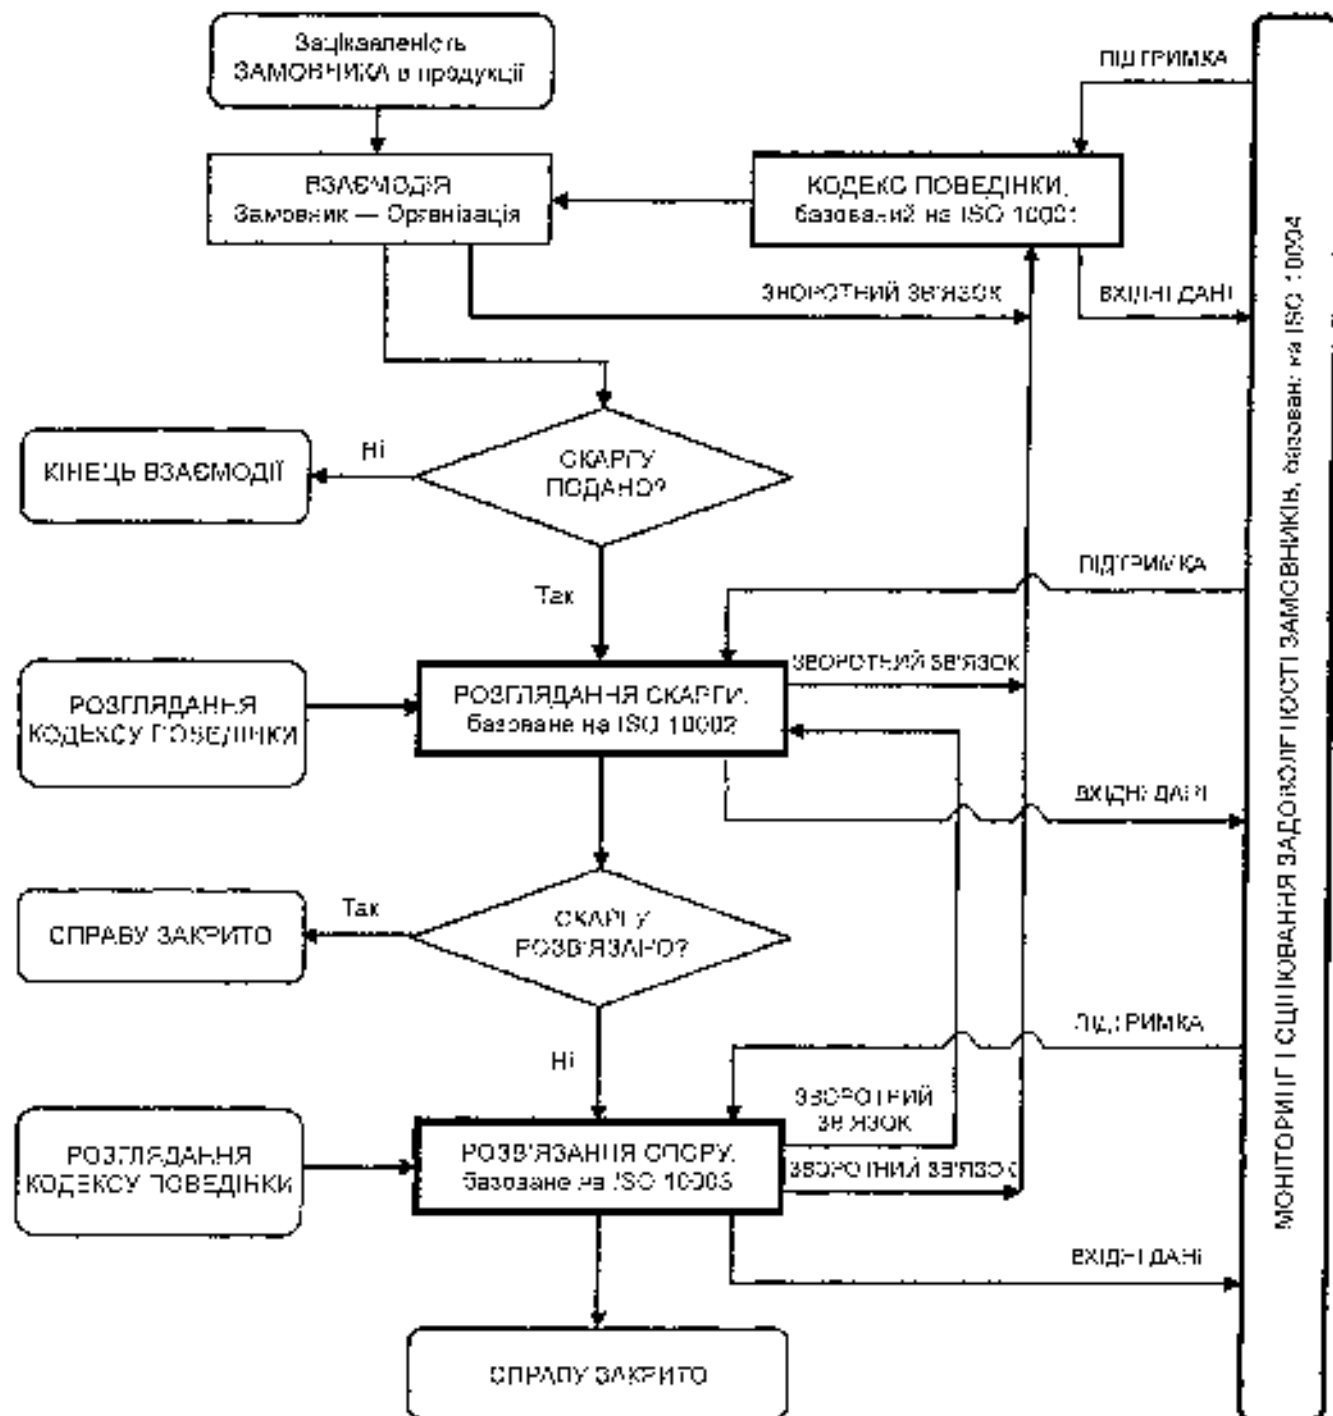 Зацікавленість
ЗАМОВНИКА в продукції
ПІДТРИМКА
ВЗАЄМОДІЯ
Замовник — Організація
КОДЕКС ПОВЕДІНКИ,
базований на ISO 10001
ЗВОРОТНИЙ ЗВ'ЯЗОК
ВХІДНІ ДАНІ
КІНЕЦЬ ВЗАЄМОДІЇ
Ні
СКАРГУ
ПОДАНО?
Так
ПІДТРИМКА
РОЗГЛЯДАННЯ
КОДЕКСУ ПОВЕДІНКИ
РОЗГЛЯДАННЯ СКАРГИ,
базоване на ISO 10002
ЗВОРОТНИЙ ЗВ'ЯЗОК
ВХІДНІ ДАНІ
СПРАВУ ЗАКРИТО
Так
СКАРГУ
РОЗВ'ЯЗАНО?
Ні
ПІДТРИМКА
РОЗГЛЯДАННЯ
КОДЕКСУ ПОВЕДІНКИ
РОЗВ'ЯЗАННЯ СПОРУ,
базоване на ISO 10003
ЗВОРОТНИЙ
ЗВ'ЯЗОК
ЗВОРОТНИЙ ЗВ'ЯЗОК
ВХІДНІ ДАНІ
СПРАВУ ЗАКРИТО
МОНІТОРИНГ І ОЦІНЮВАННЯ ЗАДОВОЛЕНОСТІ ЗАМОВНИКІВ, базовані на ISO 10004